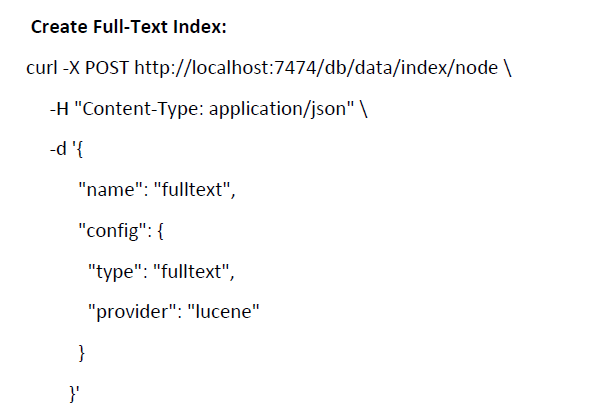 Create Full-Text Index:
curl -X POST http://localhost:7474/db/data/index/node \
-H "Content-Type: application/json" \
-d '{
"name": "fulltext",
"config": {
"type": "fulltext",
"provider": "lucene"
}
}'